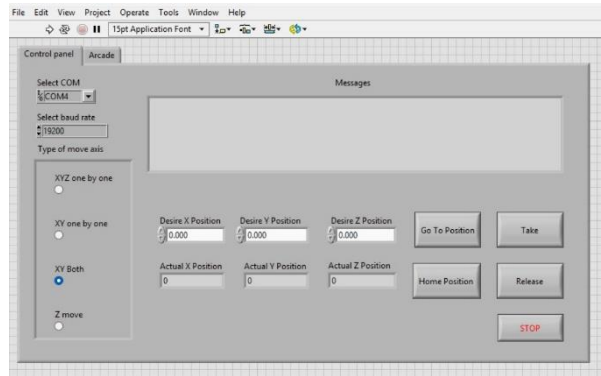 File Edit View Project Operate Tools Window Help
15pt Application Font
Control panel Arcade
Select COM
COM4
Messages
Select baud rate
19200
Type of move axis
XYZ one by one
XY one by one
XY Both
Z move
Desire X Position Desire Y Position Desire Z Position
0.000 0.000 0.000
Go To Position Take
Actual X Position Actual Y Position Actual Z Position
0 0 0
Home Position Release
STOP